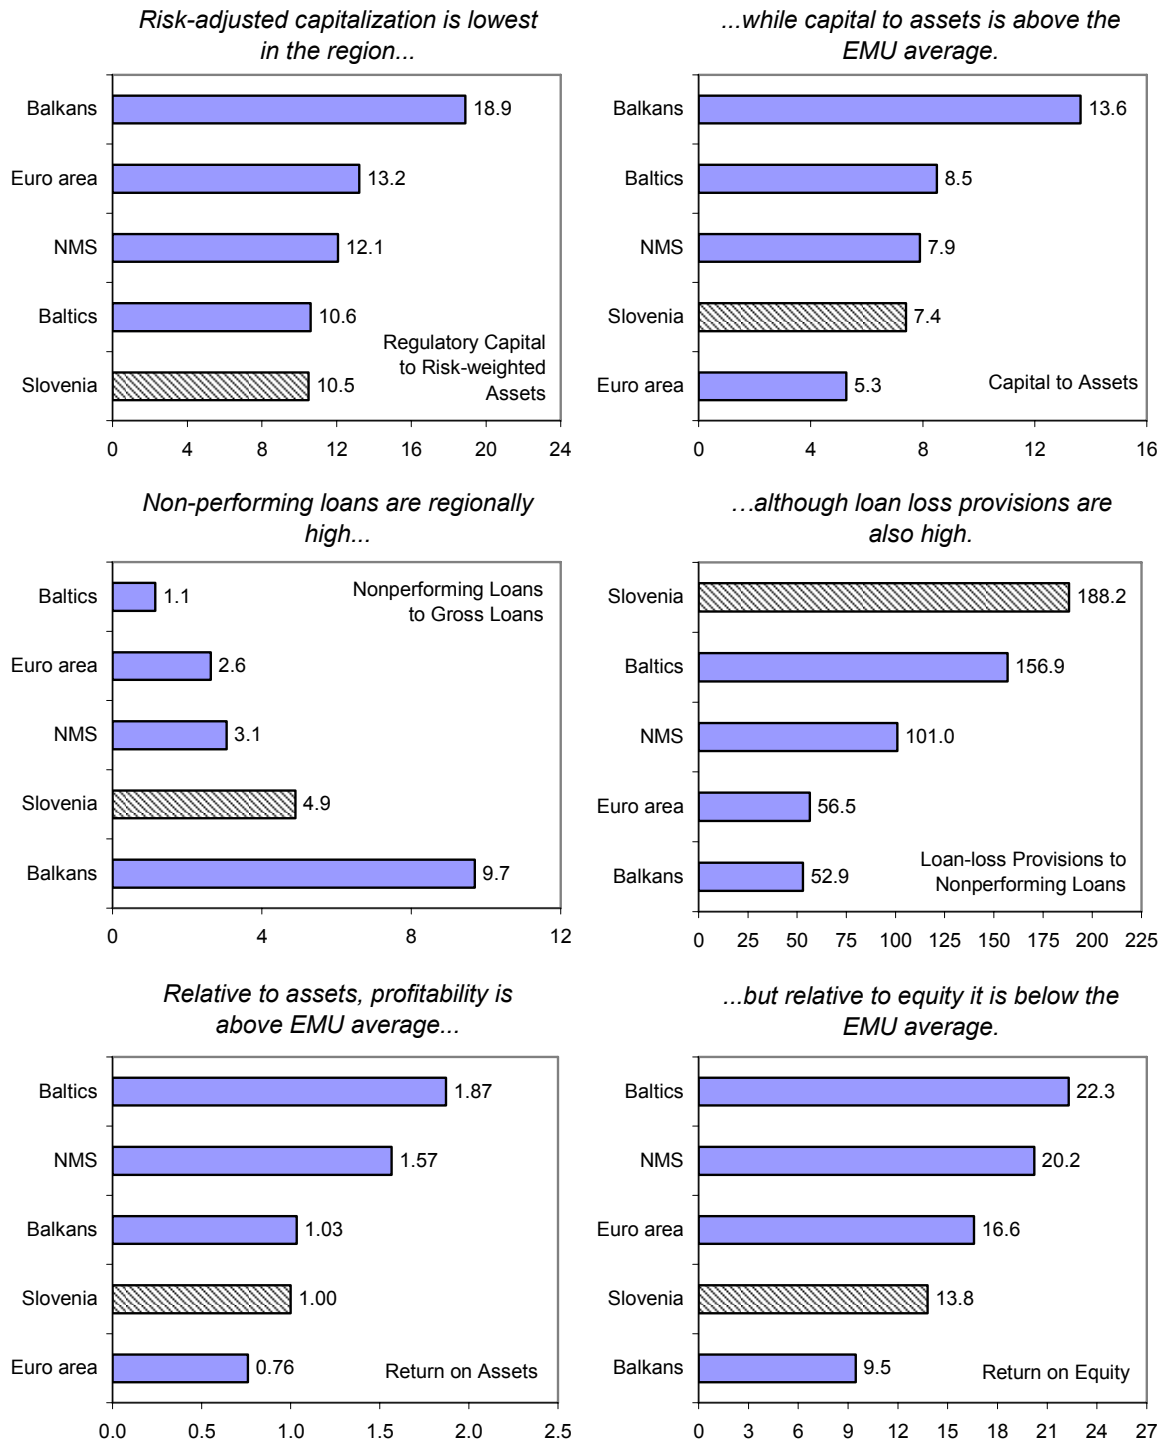 Risk-adjusted capitalization is lowest
in the region...
Balkans
18.9
Euro area
13.2
NMS
12.1
Baltics
10.6
Slovenia
10.5
Regulatory Capital
to Risk-weighted
Assets
0 4 8 12 16 20 24
...while capital to assets is above the
EMU average.
Balkans
13.6
Baltics
8.5
NMS
7.9
Slovenia
7.4
Euro area
5.3
Capital to Assets
0 4 8 12 16
Non-performing loans are regionally
high...
Nonperforming Loans
to Gross Loans
Baltics
1.1
Euro area
2.6
NMS
3.1
Slovenia
4.9
Balkans
9.7
0 4 8 12
...although loan loss provisions are
also high.
Slovenia
188.2
Baltics
156.9
NMS
101.0
Euro area
56.5
Balkans
52.9
Loan-loss Provisions to
Nonperforming Loans
0 25 50 75 100 125 150 175 200 225
Relative to assets, profitability is
above EMU average...
Baltics
1.87
NMS
1.57
Balkans
1.03
Slovenia
1.00
Euro area
0.76
Return on Assets
0.0 0.5 1.0 1.5 2.0 2.5
...but relative to equity it is below the
EMU average.
Baltics
22.3
NMS
20.2
Euro area
16.6
Slovenia
13.8
Balkans
9.5
Return on Equity
0 3 6 9 12 15 18 21 24 27